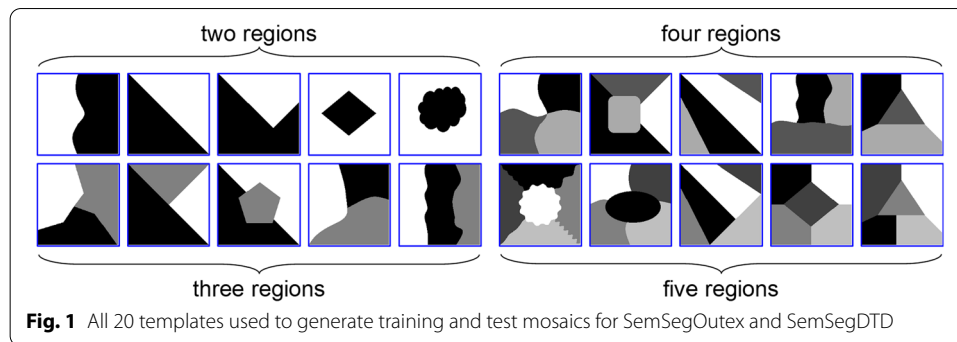 two regions
four regions
three regions
five regions
Fig. 1 All 20 templates used to generate training and test mosaics for SemSegOutex and SemSegDTD